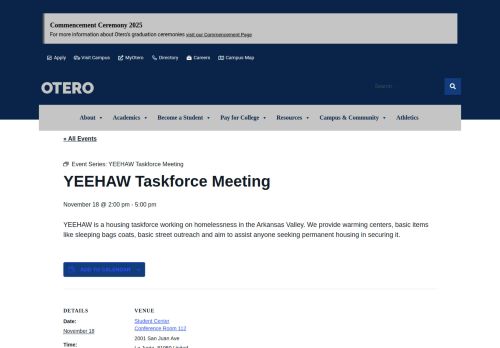 Commencement Ceremony 2025
For more information about Otero's graduation ceremonies visit our Commencement Page
Apply Visit Campus MyOtero Directory Careers Campus Map
OTERO
Search
About Academics Become a Student Pay for College Resources Campus & Community Athletics
« All Events
Event Series: YEEHAW Taskforce Meeting
YEEHAW Taskforce Meeting
November 18 @ 2:00 pm - 5:00 pm
YEEHAW is a housing taskforce working on homelessness in the Arkansas Valley. We provide warming centers, basic items
like sleeping bags coats, basic street outreach and aim to assist anyone seeking permanent housing in securing it.
ADD TO CALENDAR
DETAILS
Date:
November 18
Time:
VENUE
Student Center
Conference Room 112
2001 San Juan Ave
La Junta, 81050 United